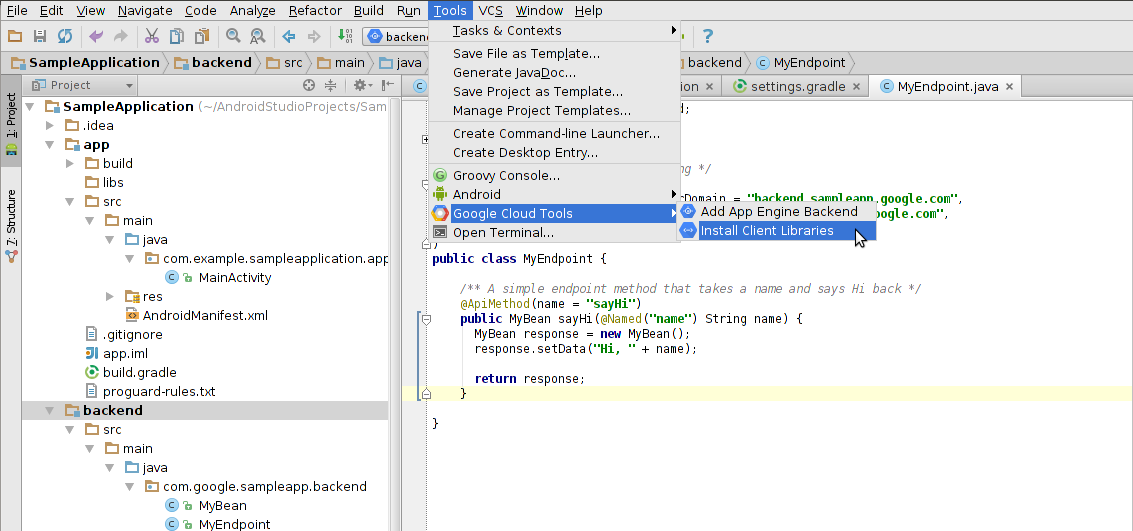 File Edit View Navigate Code Analyze Refactor Build Run Tools VCS Window Help
backen
Tasks & Contexts
Save File as Template...
Generate JavaDoc...
Save Project as Template...
Manage Project Templates...
Create Command-line Launcher...
Create Desktop Entry...
Groovy Console...
Android
Google Cloud Tools
Open Terminal...
Add App Engine Backend
Install Client Libraries
SampleApplication backend src main java
backend MyEndpoint
Project
settings.gradle MyEndpoint.java
1: Project
7: Structure
SampleApplication (~/AndroidStudioProjects/Sam
.idea
app
build
libs
src
main
java
com.example.sampleapplication.app
MainActivity
res
AndroidManifest.xml
.gitignore
app.iml
build.gradle
proguard-rules.txt
backend
src
main
java
com.google.sampleapp.backend
MyBean
MyEndpoint
d;
*/
Domain = "backend.sampleapp.google.com",
google.com",
)
public class MyEndpoint {
/** A simple endpoint method that takes a name and says Hi back */
@ApiMethod(name = "sayHi")
public MyBean sayHi(@Named("name") String name) {
MyBean response = new MyBean();
response.setData("Hi, " + name);
return response;
}
}